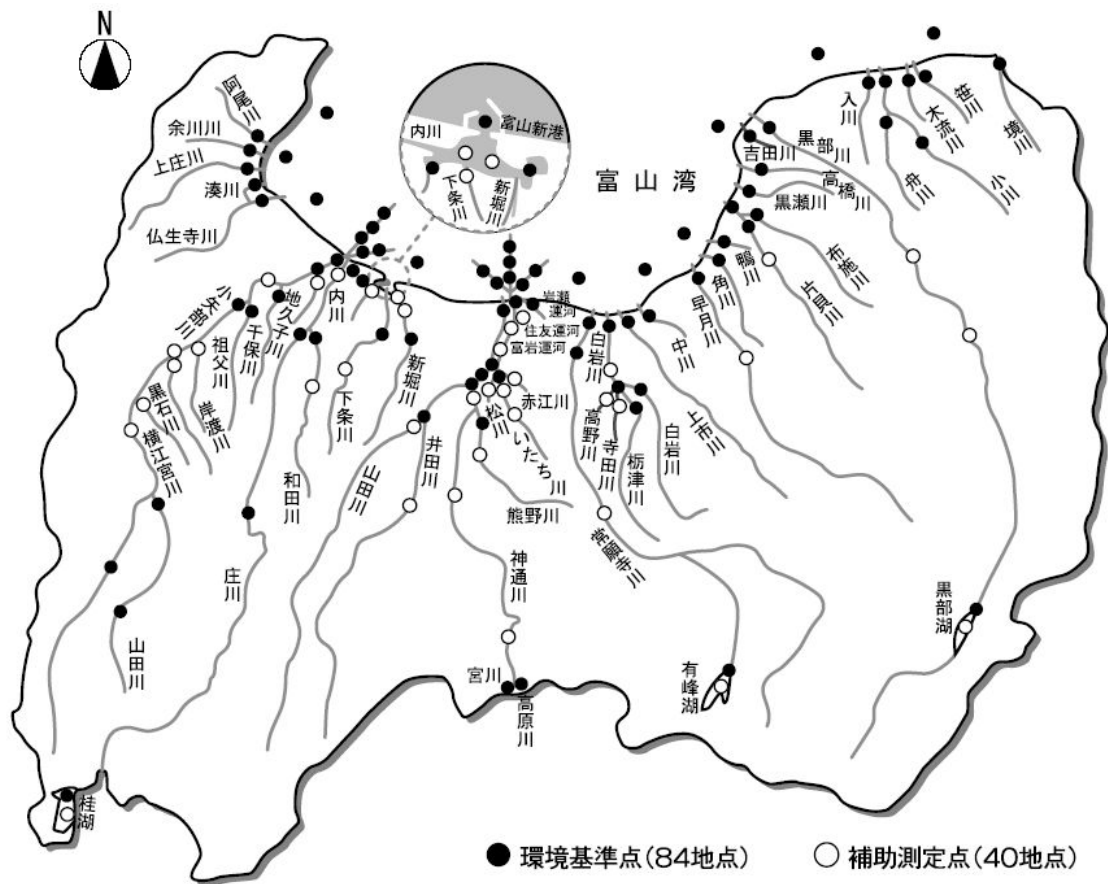 N
阿尾川
余川川
上庄川
湊川
仏生寺川
内川
富山新港
下条川
新堀川
富山湾
入川
木流川
笹川
境川
舟川
小川
吉田川
黒部川
高橋川
黒瀬川
布施川
片貝川
鴨川
角川
早月川
中川
上市川
白岩川
岩瀬運河
住友運河
富岩運河
小矢部川
祖父川
千保川
地久子川
内川
黒石川
岸渡川
横江宮川
和田川
下条川
新堀川
山田川
井田川
松川
赤江川
いたち川
熊野川
高野川
寺田川
栃津川
白岩川
常願寺川
神通川
庄川
山田川
宮川
高原川
有峰湖
黒部湖
桂湖
環境基準点(84地点)
補助測定点(40地点)